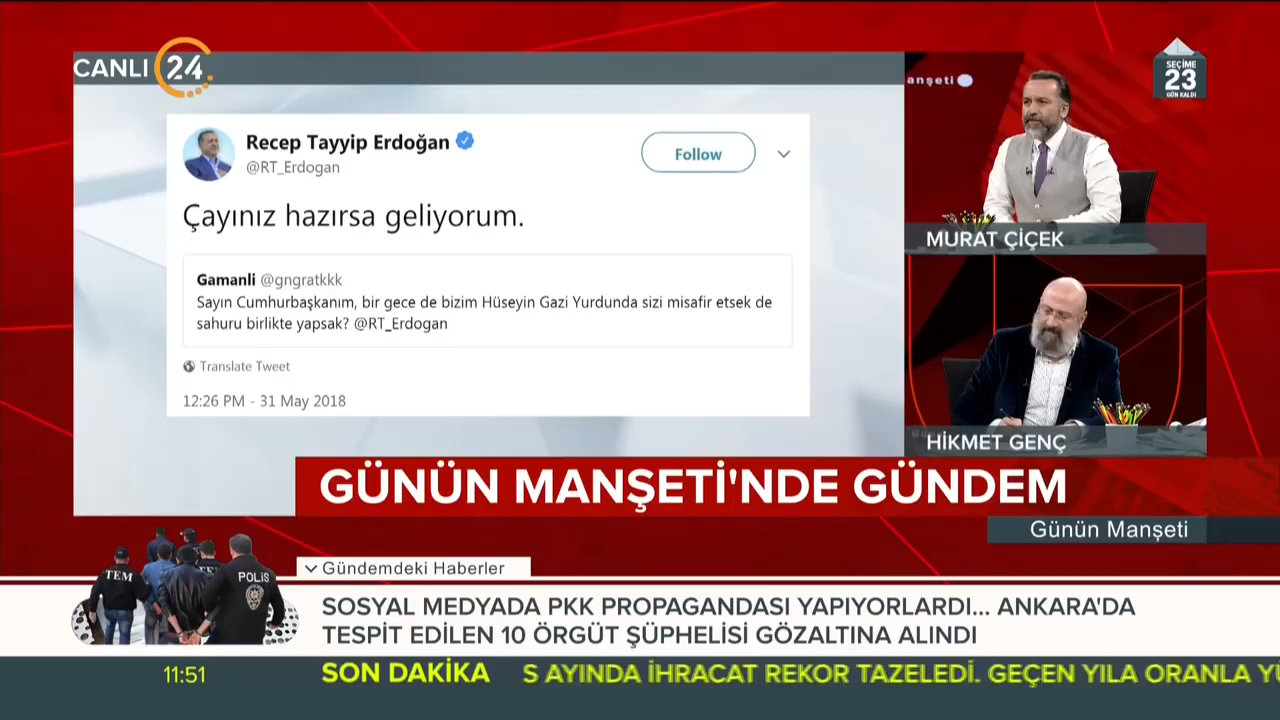 CANLI 24
Recep Tayyip Erdoğan
@RT_Erdogan
Follow
Çayınız hazırsa geliyorum.
Gamanli @gngratkkk
Sayın Cumhurbaşkanım, bir gece de bizim Hüseyin Gazi Yurdunda sizi misafir etsek de
sahuru birlikte yapsak? @RT_Erdogan
Translate Tweet
12:26 PM - 31 May 2018
anşeti
SEÇİME
23
GÜN KALDI
MURAT ÇİÇEK
HİKMET GENÇ
GÜNÜN MANŞETİ'NDE GÜNDEM
Günün Manşeti
Gündemdeki Haberler
TEM
POLİS
SOSYAL MEDYADA PKK PROPAGANDASI YAPIYORLARDI... ANKARA'DA
TESPİT EDİLEN 10 ÖRGÜT ŞÜPHELİSİ GÖZALTINA ALINDI
11:51
SON DAKİKA
S AYINDA İHRACAT REKOR TAZELEDİ. GEÇEN YILA ORANLA YÜ